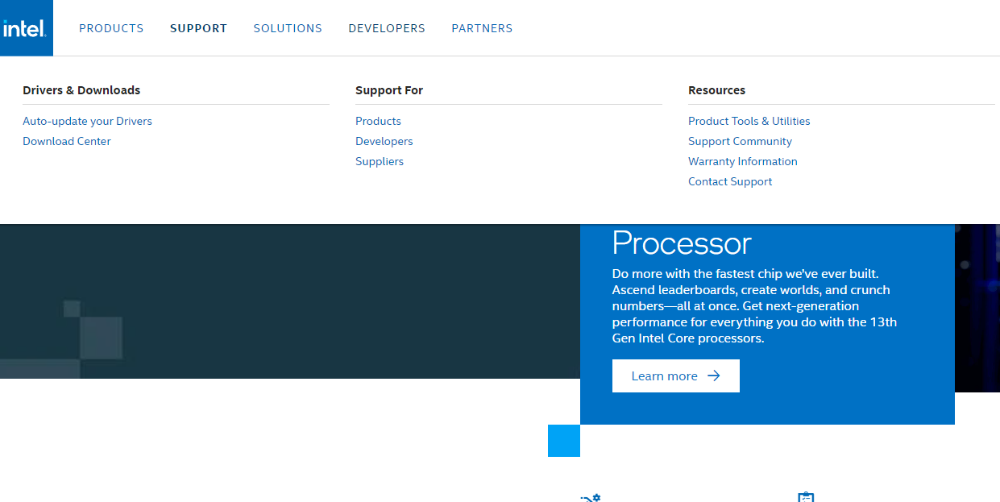 intel.
PRODUCTS
SUPPORT
SOLUTIONS
DEVELOPERS
PARTNERS
Drivers & Downloads
Auto-update your Drivers
Download Center
Support For
Products
Developers
Suppliers
Resources
Product Tools & Utilities
Support Community
Warranty Information
Contact Support
Processor
Do more with the fastest chip we've ever built.
Ascend leaderboards, create worlds, and crunch
numbers—all at once. Get next-generation
performance for everything you do with the 13th
Gen Intel Core processors.
Learn more